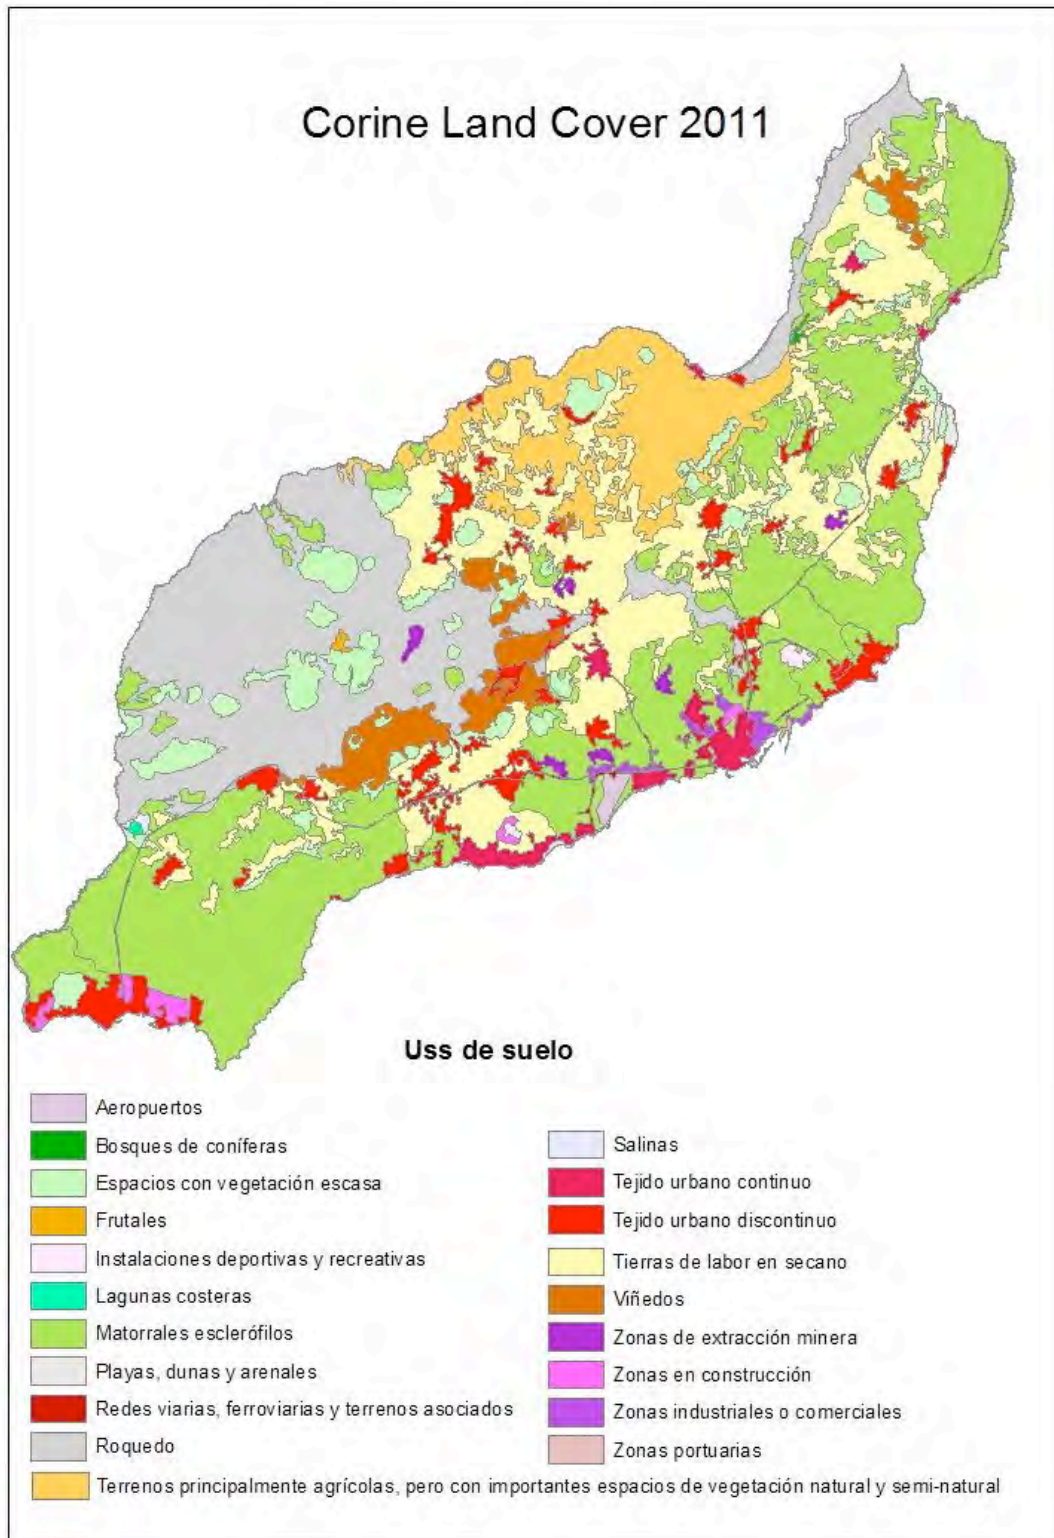 Corine Land Cover 2011
Uss de suelo
Aeropuertos
Bosques de coníferas
Espacios con vegetación escasa
Frutales
Instalaciones deportivas y recreativas
Lagunas costeras
Matorrales esclerófilos
Playas, dunas y arenales
Redes viarias, ferroviarias y terrenos asociados
Roquedo
Terrenos principalmente agrícolas, pero con importantes espacios de vegetación natural y semi-natural
Salinas
Tejido urbano continuo
Tejido urbano discontinuo
Tierras de labor en secano
Viñedos
Zonas de extracción minera
Zonas en construcción
Zonas industriales o comerciales
Zonas portuarias